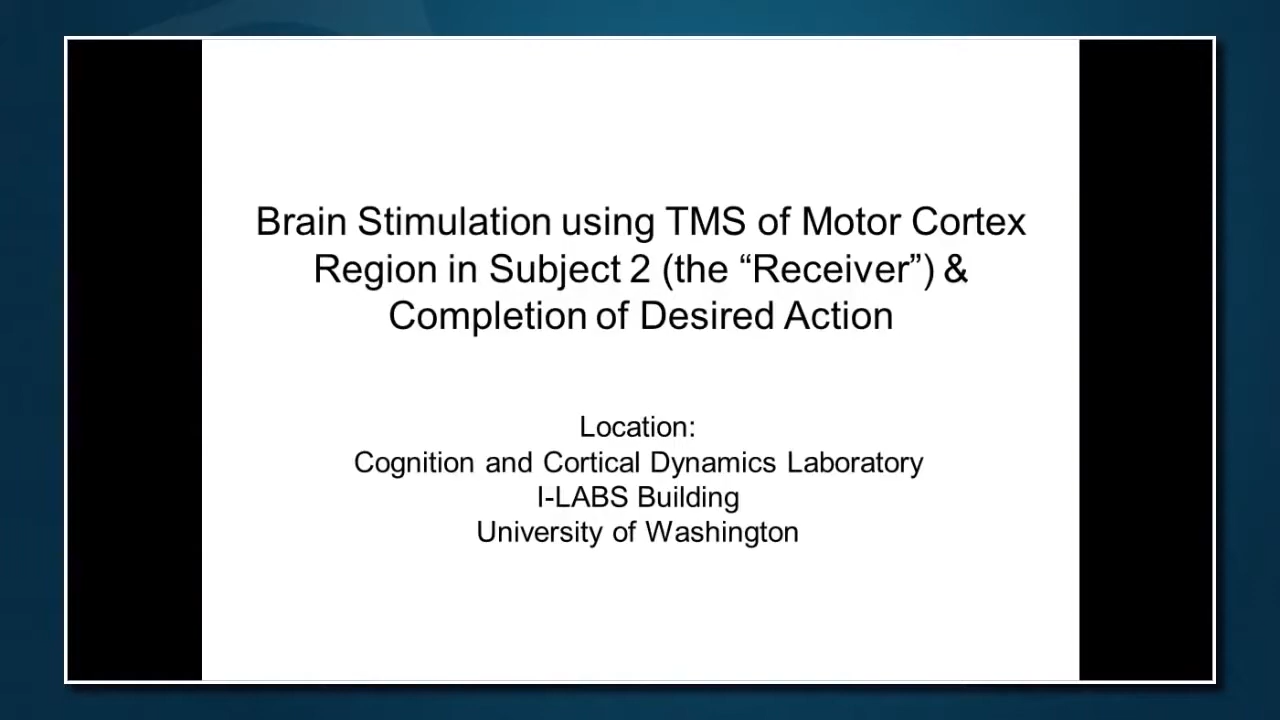 Brain Stimulation using TMS of Motor Cortex
Region in Subject 2 (the “Receiver”) &
Completion of Desired Action
Location:
Cognition and Cortical Dynamics Laboratory
I-LABS Building
University of Washington